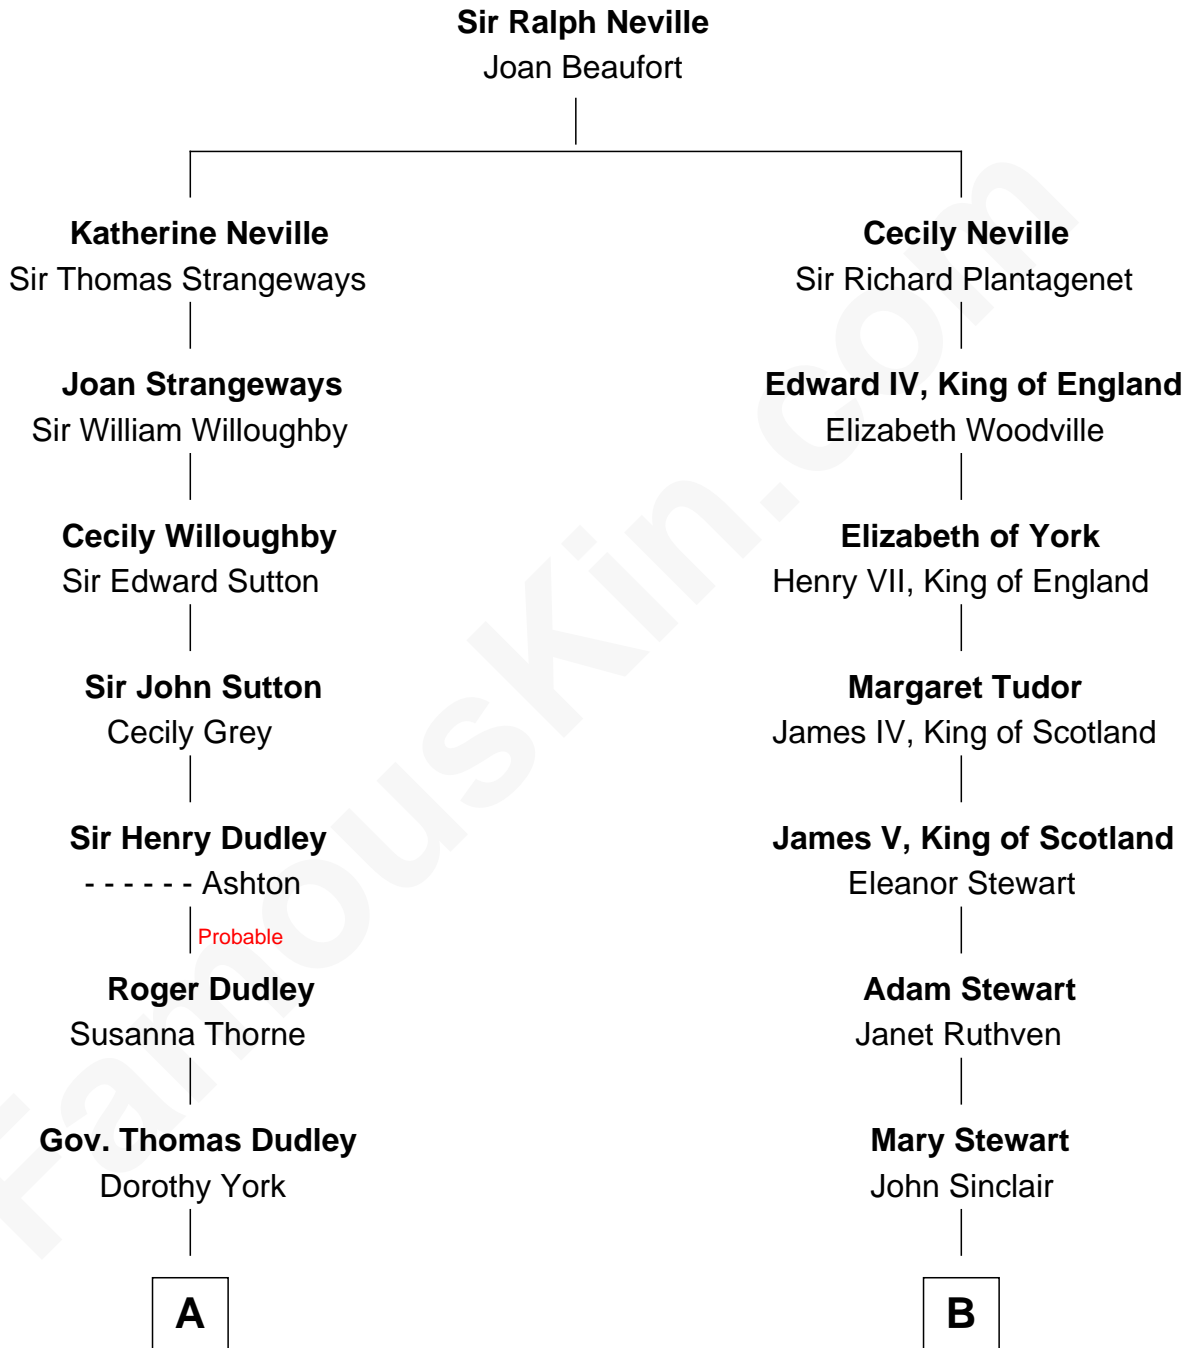 Sir Ralph Neville
Joan Beaufort
Katherine Neville
Sir Thomas Strangeways
Cecily Neville
Sir Richard Plantagenet
Joan Strangeways
Sir William Willoughby
Edward IV, King of England
Elizabeth Woodville
Cecily Willoughby
Sir Edward Sutton
Elizabeth of York
Henry VII, King of England
Sir John Sutton
Cecily Grey
Margaret Tudor
James IV, King of Scotland
Sir Henry Dudley
- - - - - - Ashton
James V, King of Scotland
Eleanor Stewart
Probable
Roger Dudley
Susanna Thorne
Adam Stewart
Janet Ruthven
Gov. Thomas Dudley
Dorothy York
Mary Stewart
John Sinclair
A
B
FamousKin.com